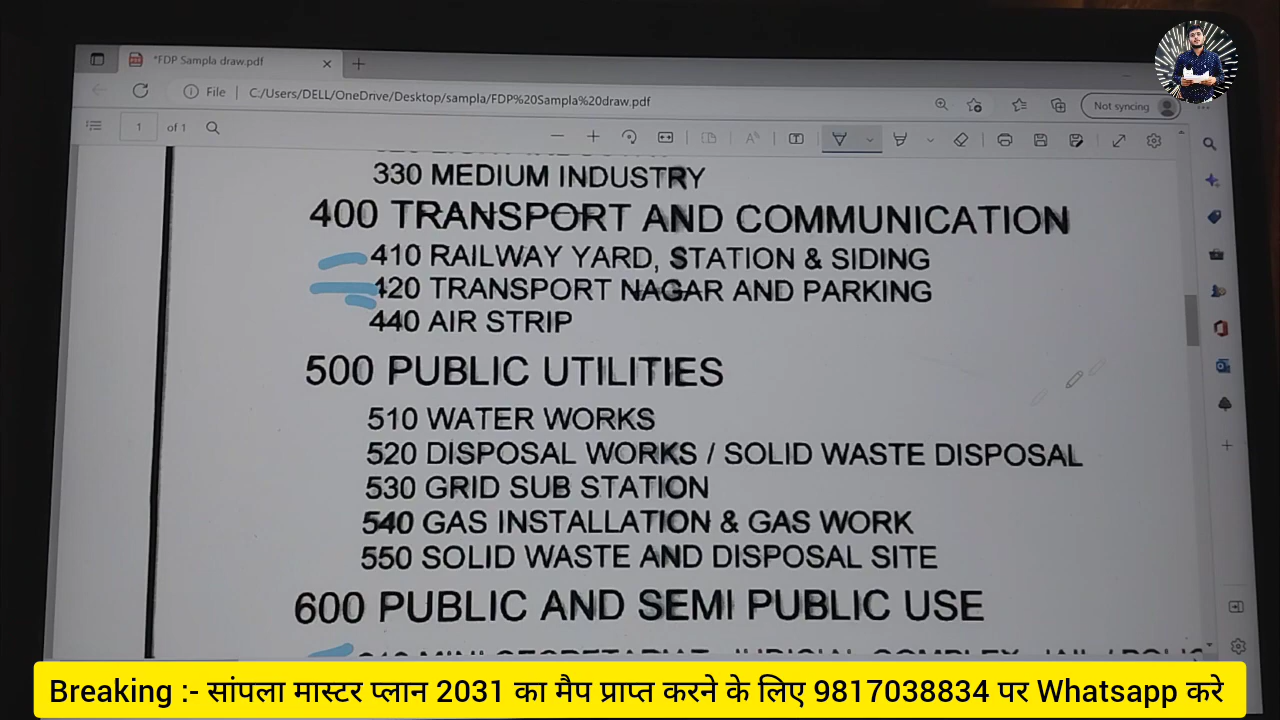 *FDP Sampla draw.pdf
File | C:/Users/DELL/OneDrive/Desktop/sampla/FDP%20Sampla%20draw.pdf
Not syncing
1 of 1
330 MEDIUM INDUSTRY
400 TRANSPORT AND COMMUNICATION
410 RAILWAY YARD, STATION & SIDING
420 TRANSPORT NAGAR AND PARKING
440 AIR STRIP
500 PUBLIC UTILITIES
510 WATER WORKS
520 DISPOSAL WORKS / SOLID WASTE DISPOSAL
530 GRID SUB STATION
540 GAS INSTALLATION & GAS WORK
550 SOLID WASTE AND DISPOSAL SITE
600 PUBLIC AND SEMI PUBLIC USE
Breaking :- सांपला मास्टर प्लान 2031 का मैप प्राप्त करने के लिए 9817038834 पर Whatsapp करे